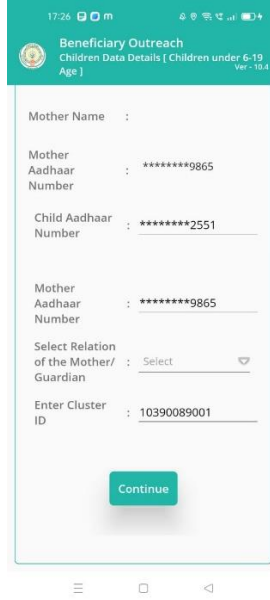 17:26 m
Beneficiary Outreach
Children Data Details [ Children under 6-19
Age ]
Ver - 10.4
Mother Name :
Mother
Aadhaar : ********9865
Number
Child Aadhaar : ********2551
Number
Mother
Aadhaar : ********9865
Number
Select Relation
of the Mother/ : Select
Guardian
Enter Cluster : 10390089001
ID
Continue